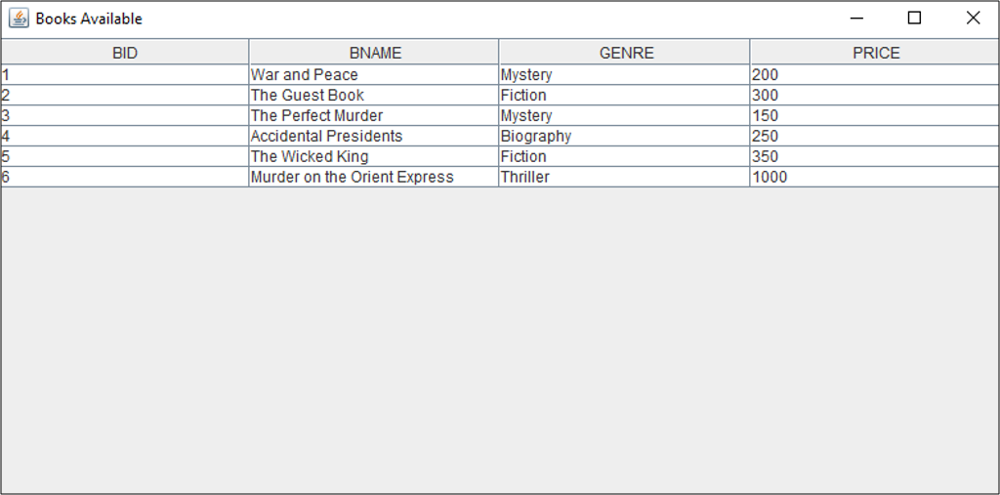 Books Available
BID BNAME GENRE PRICE
1 War and Peace Mystery 200
2 The Guest Book Fiction 300
3 The Perfect Murder Mystery 150
4 Accidental Presidents Biography 250
5 The Wicked King Fiction 350
6 Murder on the Orient Express Thriller 1000